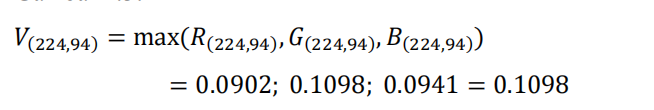 V(224,94) = max(R(224,94), G(224,94), B(224,94))
= 0.0902; 0.1098; 0.0941 = 0.1098